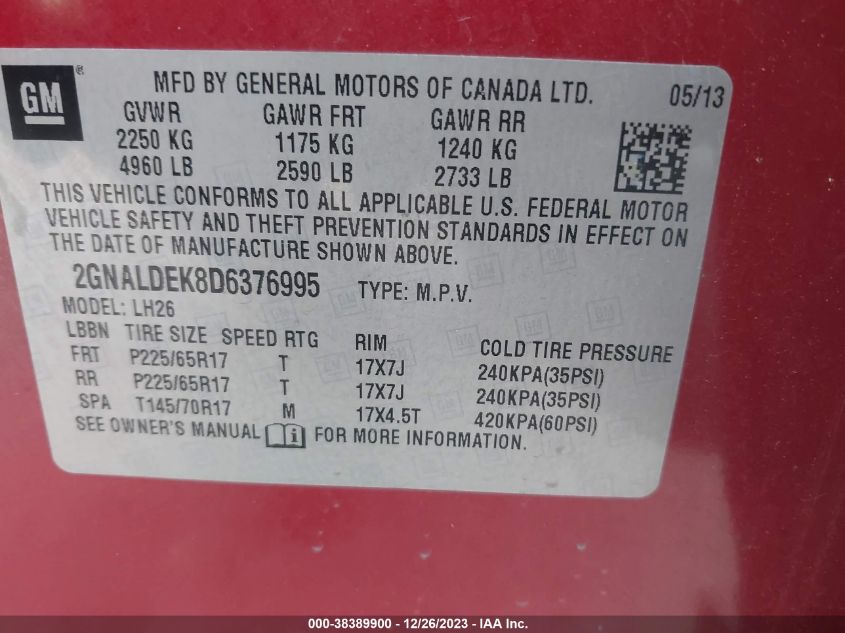 GM ®
MFD BY GENERAL MOTORS OF CANADA LTD. 05/13
GVWR GAWR FRT GAWR RR
2250 KG 1175 KG 1240 KG
4960 LB 2590 LB 2733 LB
THIS VEHICLE CONFORMS TO ALL APPLICABLE U.S. FEDERAL MOTOR
VEHICLE SAFETY AND THEFT PREVENTION STANDARDS IN EFFECT ON
THE DATE OF MANUFACTURE SHOWN ABOVE.
2GNALDEK8D6376995 TYPE: M.P.V.
MODEL: LH26
LBBN TIRE SIZE SPEED RTG RIM COLD TIRE PRESSURE
FRT P225/65R17 T 17X7J 240KPA(35PSI)
RR P225/65R17 T 17X7J 240KPA(35PSI)
SPA T145/70R17 M 17X4.5T 420KPA(60PSI)
SEE OWNER'S MANUAL i FOR MORE INFORMATION.
000-38389900 - 12/26/2023 - IAA Inc.